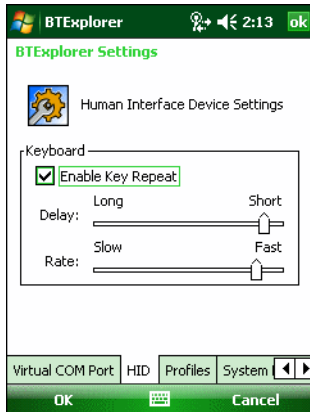 BTExplorer 2:13 ok
BTExplorer Settings
Human Interface Device Settings
Keyboard
Enable Key Repeat
Long Short
Delay:
Slow Fast
Rate:
Virtual COM Port HID Profiles System
OK Cancel